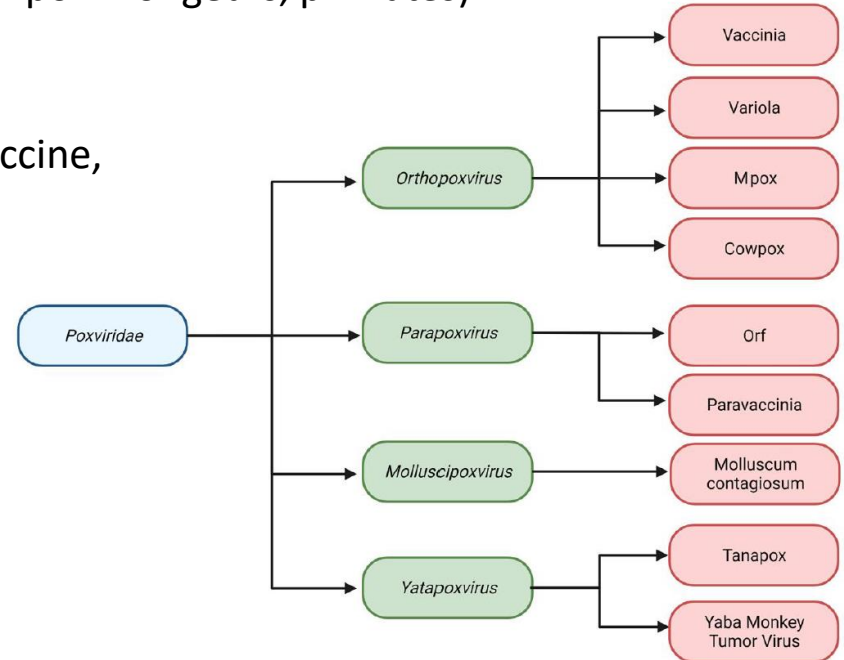 primates)
ccine,
Poxviridae
Orthopoxvirus
Parapoxvirus
Molluscipoxvirus
Yatapoxvirus
Vaccinia
Variola
Mpox
Cowpox
Orf
Paravaccinia
Molluscum
contagiosum
Tanapox
Yaba Monkey
Tumor Virus